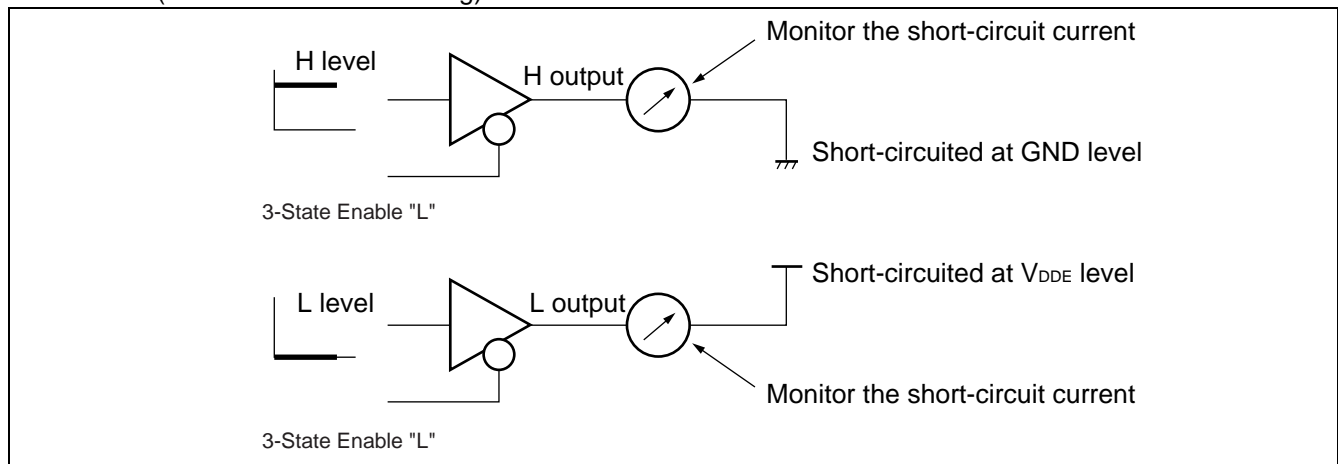 Monitor the short-circuit current
H level
H output
Short-circuited at GND level
3-State Enable "L"
Short-circuited at VDDE level
L level
L output
Monitor the short-circuit current
3-State Enable "L"